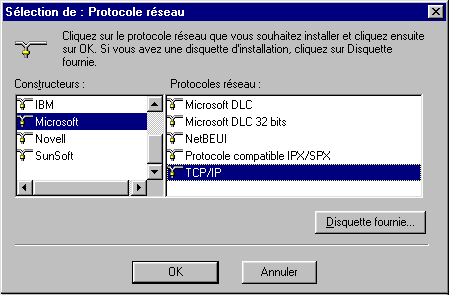 Sélection de : Protocole réseau
Cliquez sur le protocole réseau que vous souhaitez installer et cliquez ensuite
sur OK. Si vous avez une disquette d'installation, cliquez sur Disquette
fournie.
Constructeurs :
IBM
Microsoft
Novell
SunSoft
Protocoles réseau :
Microsoft DLC
Microsoft DLC 32 bits
NetBEUI
Protocole compatible IPX/SPX
TCP/IP
Disquette fournie...
OK
Annuler